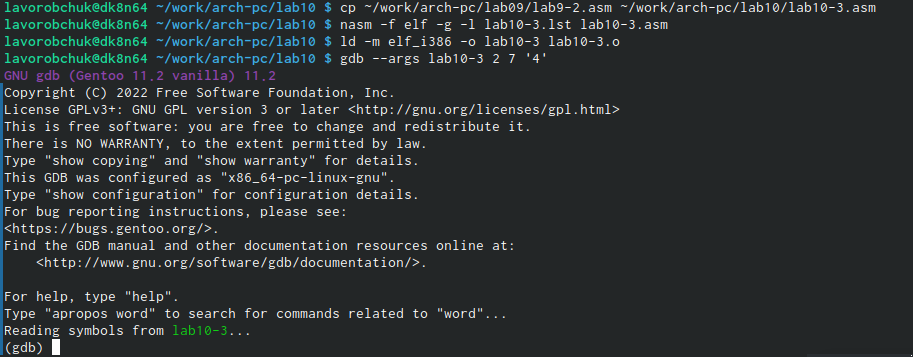 lavorobchuk@dk8n64 ~/work/arch-pc/lab10 $ cp ~/work/arch-pc/lab09/lab9-2.asm ~/work/arch-pc/lab10/lab10-3.asm
lavorobchuk@dk8n64 ~/work/arch-pc/lab10 $ nasm -f elf -g -l lab10-3.lst lab10-3.asm
lavorobchuk@dk8n64 ~/work/arch-pc/lab10 $ ld -m elf_i386 -o lab10-3 lab10-3.o
lavorobchuk@dk8n64 ~/work/arch-pc/lab10 $ gdb --args lab10-3 2 7 '4'
GNU gdb (Gentoo 11.2 vanilla) 11.2
Copyright (C) 2022 Free Software Foundation, Inc.
License GPLv3+: GNU GPL version 3 or later <http://gnu.org/licenses/gpl.html>
This is free software: you are free to change and redistribute it.
There is NO WARRANTY, to the extent permitted by law.
Type "show copying" and "show warranty" for details.
This GDB was configured as "x86_64-pc-linux-gnu".
Type "show configuration" for configuration details.
For bug reporting instructions, please see:
<https://bugs.gentoo.org/>.
Find the GDB manual and other documentation resources online at:
    <http://www.gnu.org/software/gdb/documentation/>.

For help, type "help".
Type "apropos word" to search for commands related to "word"...
Reading symbols from lab10-3...
(gdb)